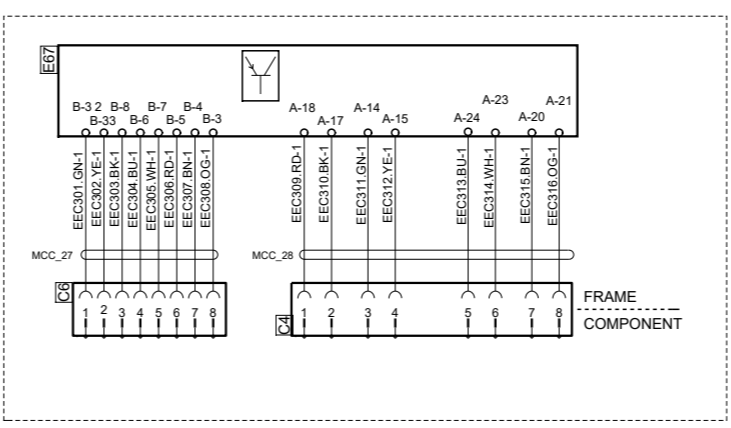 E67
B-3 2
B-8
B-7
B-4
B-33
B-6
B-5
B-3
A-18
A-17
A-14
A-15
A-24
A-23
A-20
A-21
EEC301.GN-1
EEC302.YE-1
EEC303.BK-1
EEC304.BU-1
EEC305.WH-1
EEC306.RD-1
EEC307.BN-1
EEC308.OG-1
EEC309.RD-1
EEC310.BK-1
EEC311.GN-1
EEC312.YE-1
EEC313.BU-1
EEC314.WH-1
EEC315.BN-1
EEC316.OG-1
MCC_27
MCC_28
C6
1 2 3 4 5 6 7 8
C4
1 2 3 4 5 6 7 8
FRAME
COMPONENT